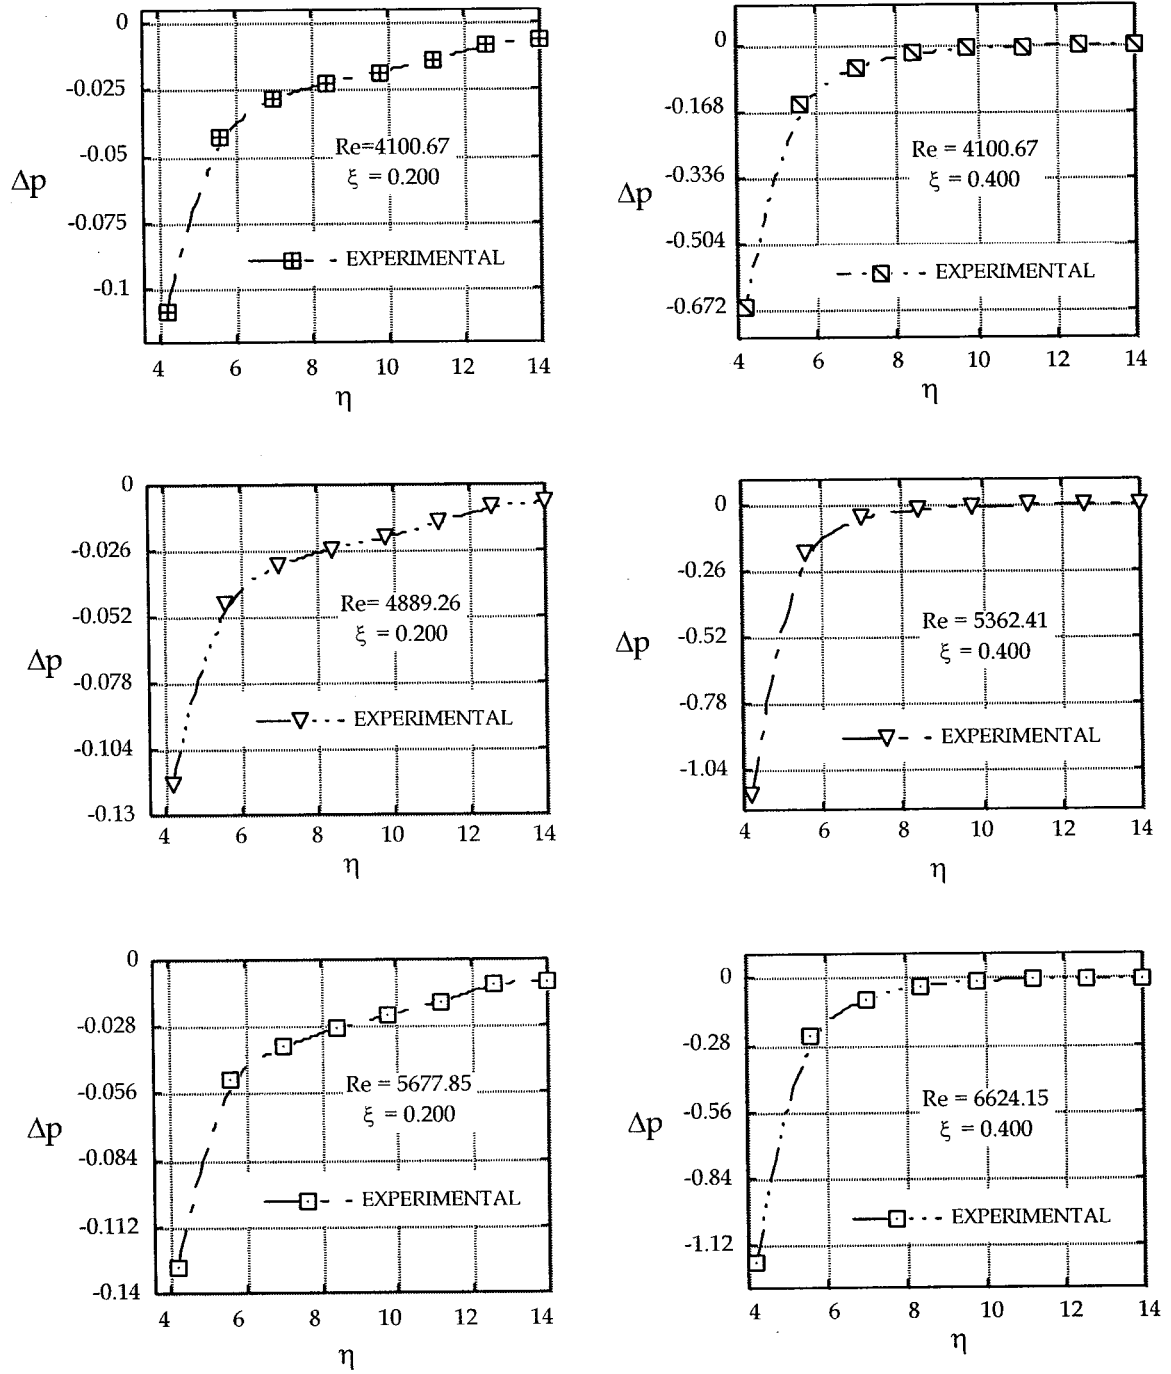 0
-0.025
-0.05
-0.075
-0.1
Δp
Re=4100.67
ξ = 0.200
EXPERIMENTAL
4 6 8 10 12 14
η
0
-0.168
-0.336
-0.504
-0.672
Δp
Re = 4100.67
ξ = 0.400
EXPERIMENTAL
4 6 8 10 12 14
η
0
-0.026
-0.052
-0.078
-0.104
-0.13
Δp
Re= 4889.26
ξ = 0.200
EXPERIMENTAL
4 6 8 10 12 14
η
0
-0.26
-0.52
-0.78
-1.04
Δp
Re = 5362.41
ξ = 0.400
EXPERIMENTAL
4 6 8 10 12 14
η
0
-0.028
-0.056
-0.084
-0.112
-0.14
Δp
Re = 5677.85
ξ = 0.200
EXPERIMENTAL
4 6 8 10 12 14
η
0
-0.28
-0.56
-0.84
-1.12
Δp
Re = 6624.15
ξ = 0.400
EXPERIMENTAL
4 6 8 10 12 14
η